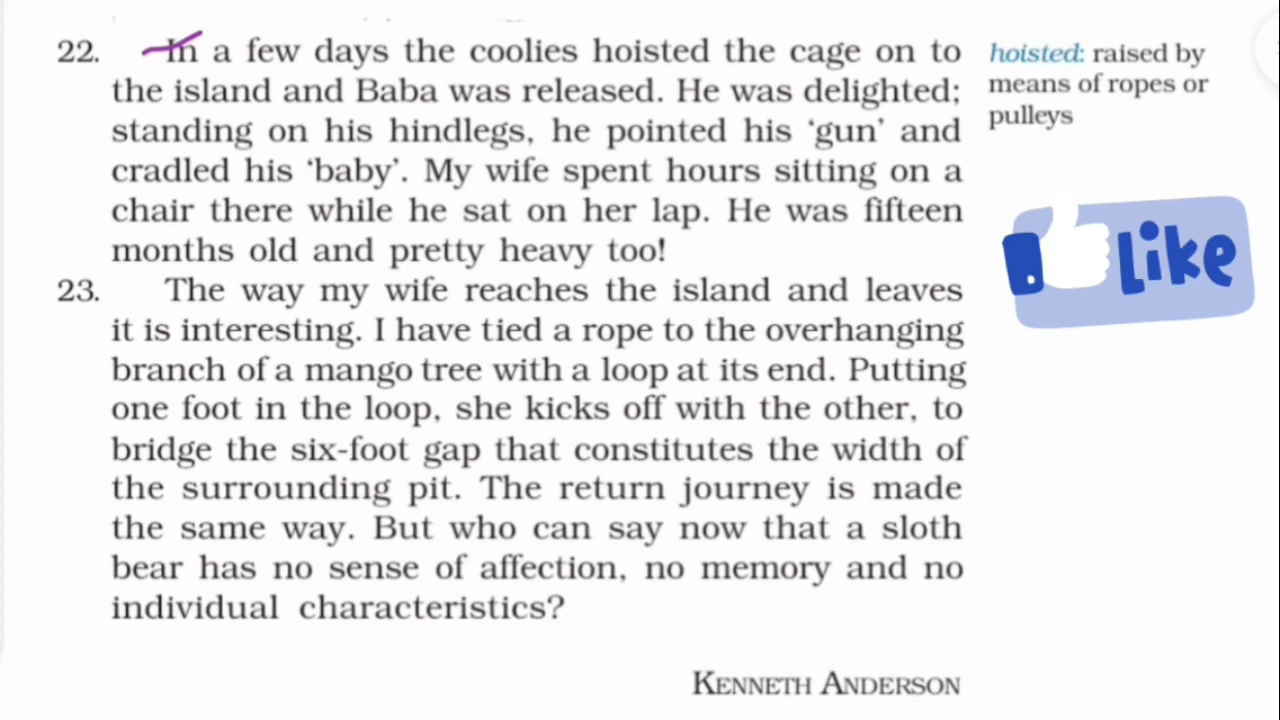 22. In a few days the coolies hoisted the cage on to
the island and Baba was released. He was delighted;
standing on his hindlegs, he pointed his ‘gun’ and
cradled his ‘baby’. My wife spent hours sitting on a
chair there while he sat on her lap. He was fifteen
months old and pretty heavy too!
23. The way my wife reaches the island and leaves
it is interesting. I have tied a rope to the overhanging
branch of a mango tree with a loop at its end. Putting
one foot in the loop, she kicks off with the other, to
bridge the six-foot gap that constitutes the width of
the surrounding pit. The return journey is made
the same way. But who can say now that a sloth
bear has no sense of affection, no memory and no
individual characteristics?
KENNETH ANDERSON
hoisted: raised by
means of ropes or
pulleys
Like